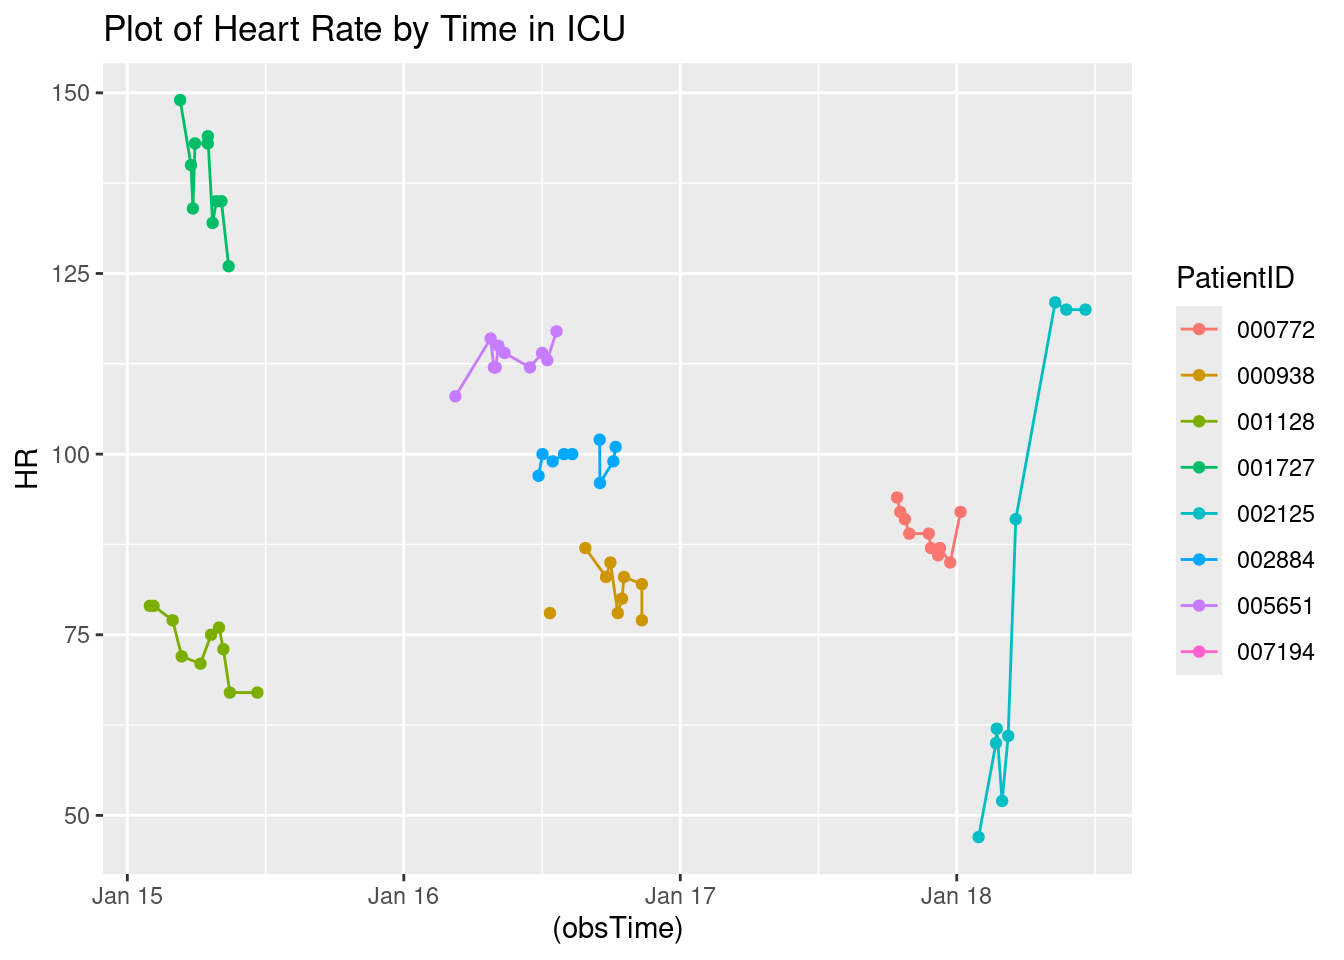 Plot of Heart Rate by Time in ICU
150
125
100
75
50
HR
Jan 15
Jan 16
Jan 17
Jan 18
(obsTime)
PatientID
000772
000938
001128
001727
002125
002884
005651
007194